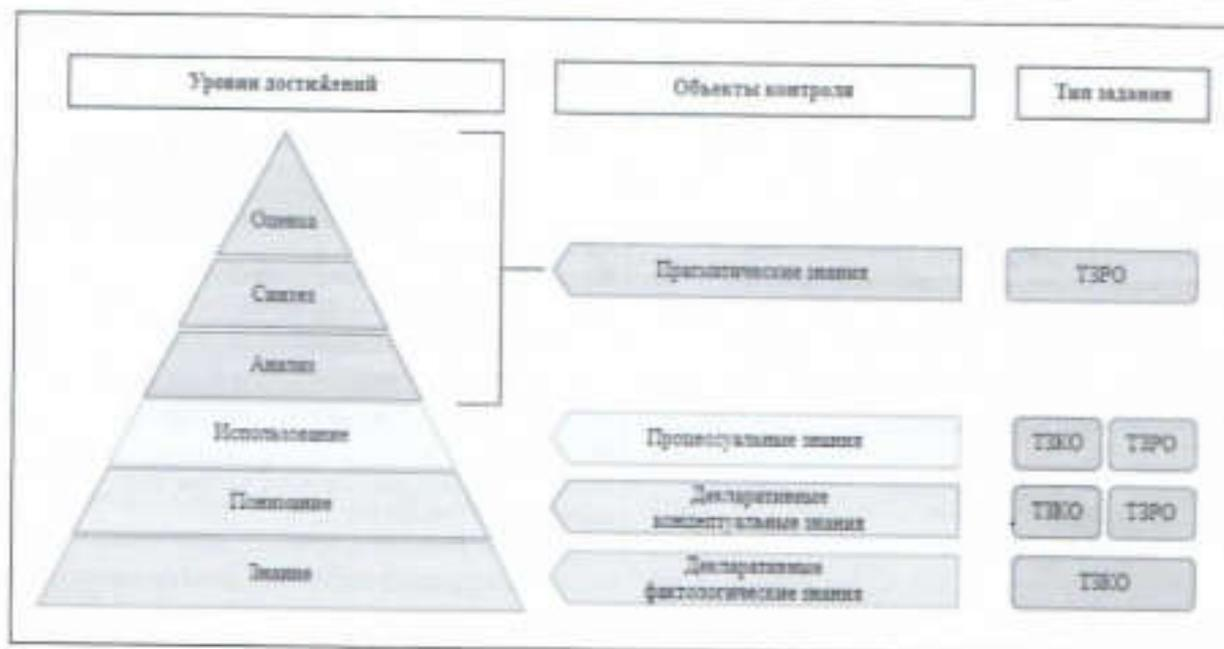 Уровни достижений
Объекты контроля
Тип задания
Оценка
Прагматические знания
ТЗРО
Синтез
Анализ
Использование
Процессуальные знания
ТЗКО ТЗРО
Понимание
Декларативные
концептуальные знания
ТЗКО ТЗРО
Знание
Декларативные
фактологические знания
ТЗКО